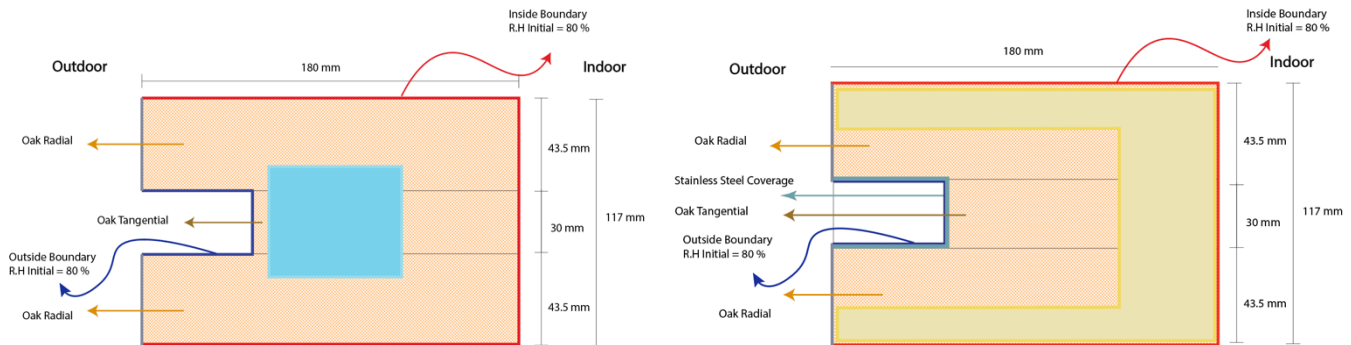 Inside Boundary
R.H Initial = 80 %
180 mm
Outdoor
Indoor
Oak Radial
43.5 mm
Oak Tangential
30 mm
117 mm
Outside Boundary
R.H Initial = 80 %
43.5 mm
Oak Radial
Inside Boundary
R.H Initial = 80 %
180 mm
Outdoor
Indoor
Oak Radial
43.5 mm
Stainless Steel Coverage
Oak Tangential
30 mm
117 mm
Outside Boundary
R.H Initial = 80 %
43.5 mm
Oak Radial